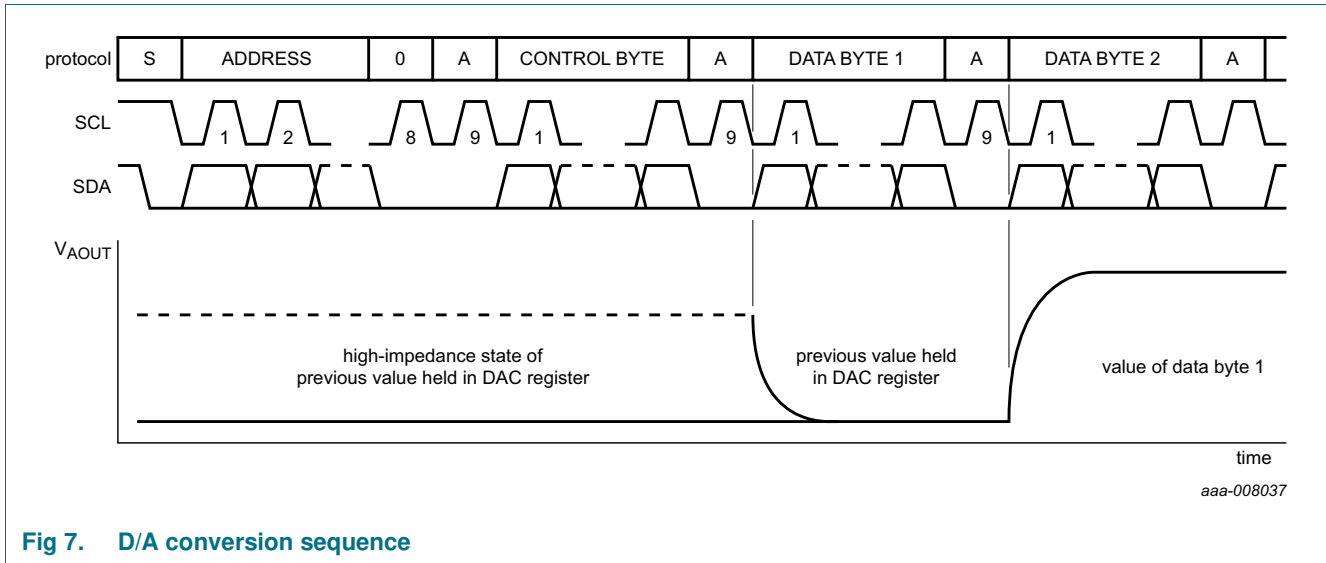 protocol S ADDRESS 0 A CONTROL BYTE A DATA BYTE 1 A DATA BYTE 2 A
SCL 1 2 8 9 1 9 1 9 1
SDA
VAOUT
high-impedance state of
previous value held in DAC register
previous value held
in DAC register
value of data byte 1
time
aaa-008037
Fig 7. D/A conversion sequence